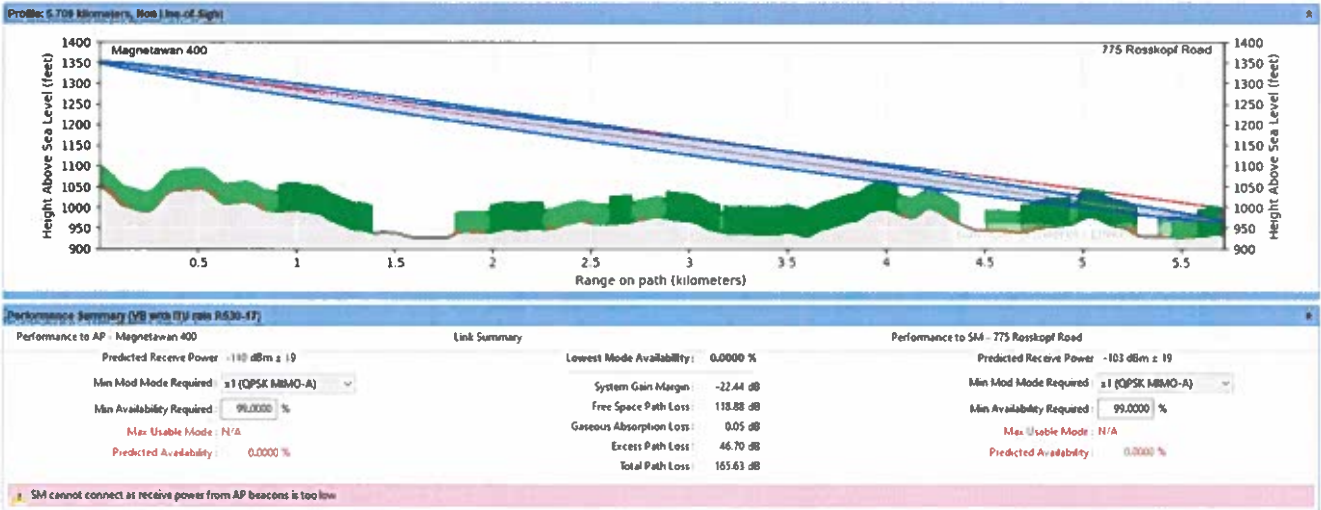 Profile: 5.709 kilometers, Non Line-of-Sight
Magnetawan 400
775 Rosskopf Road
Height Above Sea Level (feet)
1400
1350
1300
1250
1200
1150
1100
1050
1000
950
900
1400
1350
1300
1250
1200
1150
1100
1050
1000
950
900
Height Above Sea Level (feet)
0.5 1 1.5 2 2.5 3 3.5 4 4.5 5 5.5
Range on path (kilometers)
Performance Summary (VB with ITU rain P.530-17)
Performance to AP - Magnetawan 400
Predicted Receive Power -110 dBm ± 19
Min Mod Mode Required : x1 (QPSK MIMO-A)
Min Availability Required : 99.0000 %
Max Usable Mode : N/A
Predicted Availability : 0.0000 %
Link Summary
Lowest Mode Availability : 0.0000 %
System Gain Margin : -22.44 dB
Free Space Path Loss : 118.88 dB
Gaseous Absorption Loss : 0.05 dB
Excess Path Loss : 46.70 dB
Total Path Loss : 165.63 dB
Performance to SM - 775 Rosskopf Road
Predicted Receive Power -103 dBm ± 19
Min Mod Mode Required : x1 (QPSK MIMO-A)
Min Availability Required : 99.0000 %
Max Usable Mode : N/A
Predicted Availability : 0.0000 %
SM cannot connect as receive power from AP beacons is too low